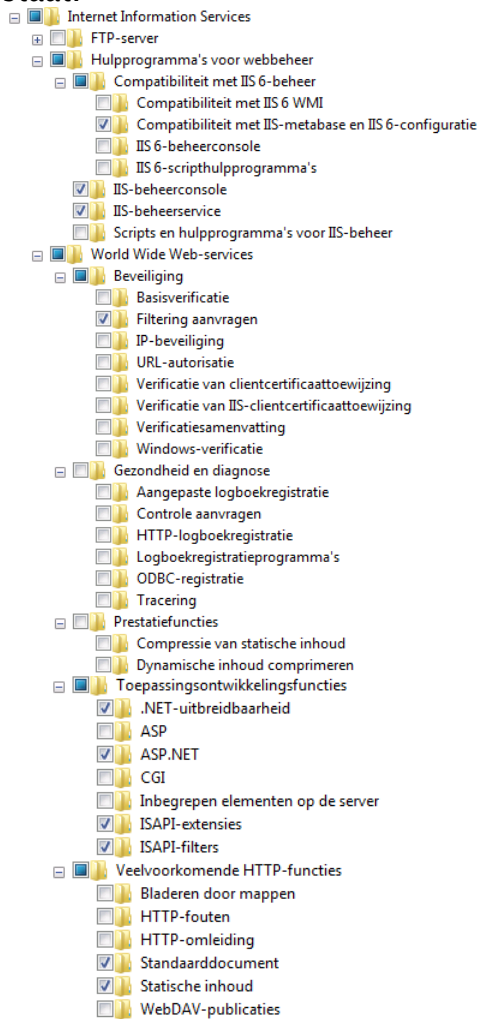 Internet Information Services
FTP-server
Hulpprogramma's voor webbeheer
Compatibiliteit met IIS 6-beheer
Compatibiliteit met IIS 6 WMI
Compatibiliteit met IIS-metabase en IIS 6-configuratie
IIS 6-beheerconsole
IIS 6-scripthulpprogramma's
IIS-beheerconsole
IIS-beheerservice
Scripts en hulpprogramma's voor IIS-beheer
World Wide Web-services
Beveiliging
Basisverificatie
Filtering aanvragen
IP-beveiliging
URL-autorisatie
Verificatie van clientcertificaattoewijzing
Verificatie van IIS-clientcertificaattoewijzing
Verificatiesamenvatting
Windows-verificatie
Gezondheid en diagnose
Aangepaste logboekregistratie
Controle aanvragen
HTTP-logboekregistratie
Logboekregistratieprogramma's
ODBC-registratie
Tracering
Prestatiefuncties
Compressie van statische inhoud
Dynamische inhoud comprimeren
Toepassingsontwikkelingsfuncties
.NET-uitbreidbaarheid
ASP
ASP.NET
CGI
Inbegrepen elementen op de server
ISAPI-extensies
ISAPI-filters
Veelvoorkomende HTTP-functies
Bladeren door mappen
HTTP-fouten
HTTP-omleiding
Standaarddocument
Statische inhoud
WebDAV-publicaties